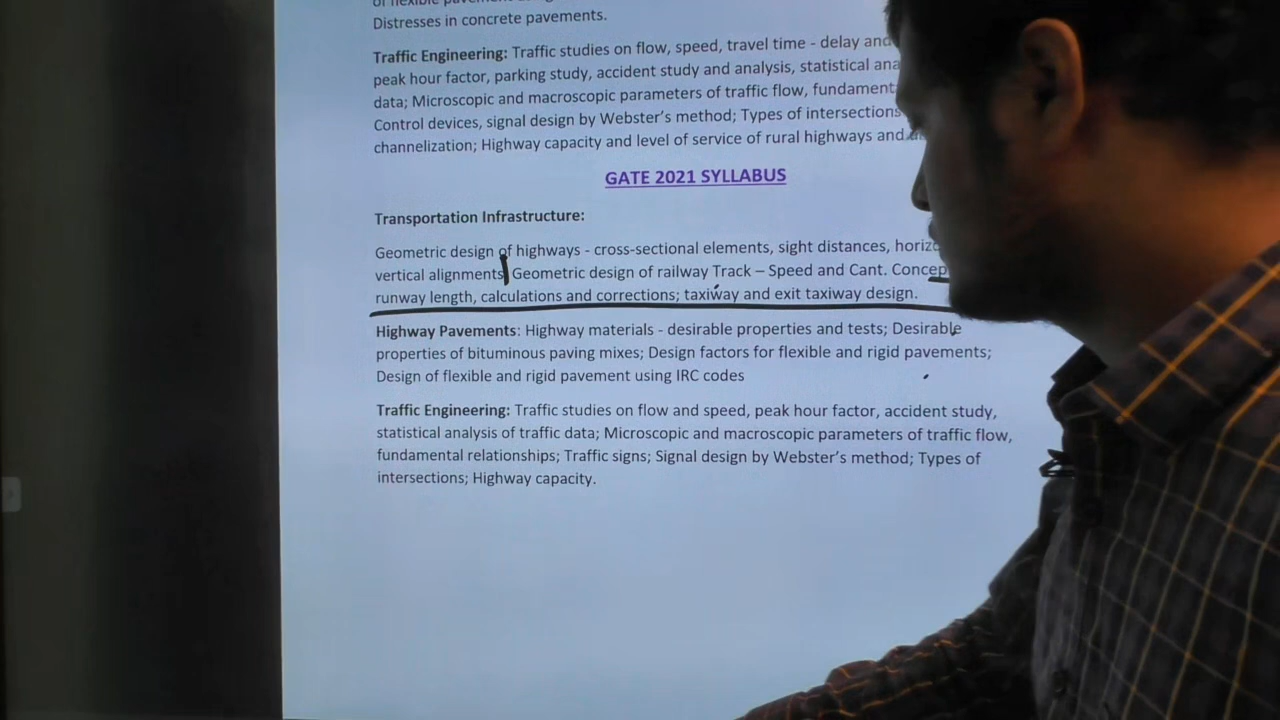 Distresses in concrete pavements.
Traffic Engineering: Traffic studies on flow, speed, travel time - delay and
peak hour factor, parking study, accident study and analysis, statistical
data; Microscopic and macroscopic parameters of traffic flow,
Control devices, signal design by Webster's method; Types of intersections
channelization; Highway capacity and level of service of rural highways and
GATE 2021 SYLLABUS
Transportation Infrastructure:
Geometric design of highways - cross-sectional elements, sight distances,
vertical alignments Geometric design of railway Track – Speed and Cant.
runway length, calculations and corrections; taxiway and exit taxiway design.
Highway Pavements: Highway materials - desirable properties and tests; Desirable
properties of bituminous paving mixes; Design factors for flexible and rigid pavements;
Design of flexible and rigid pavement using IRC codes
Traffic Engineering: Traffic studies on flow and speed, peak hour factor, accident study,
statistical analysis of traffic data; Microscopic and macroscopic parameters of traffic flow,
fundamental relationships; Traffic signs; Signal design by Webster's method; Types of
intersections; Highway capacity.